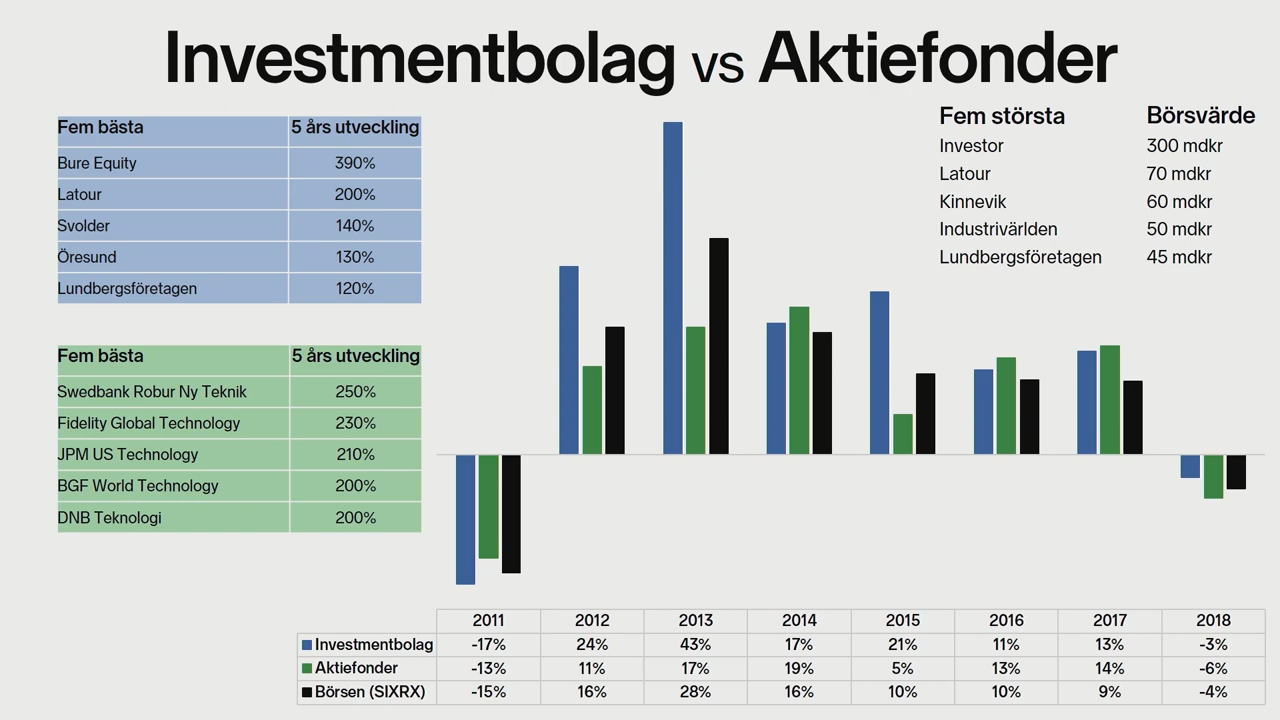 Investmentbolag vs Aktiefonder
Fem bästa 5 års utveckling
Bure Equity 390%
Latour 200%
Svolder 140%
Öresund 130%
Lundbergsföretagen 120%
Fem bästa 5 års utveckling
Swedbank Robur Ny Teknik 250%
Fidelity Global Technology 230%
JPM US Technology 210%
BGF World Technology 200%
DNB Teknologi 200%
Fem största Börsvärde
Investor 300 mdkr
Latour 70 mdkr
Kinnevik 60 mdkr
Industrivärlden 50 mdkr
Lundbergsföretagen 45 mdkr
2011 2012 2013 2014 2015 2016 2017 2018
Investmentbolag -17% 24% 43% 17% 21% 11% 13% -3%
Aktiefonder -13% 11% 17% 19% 5% 13% 14% -6%
Börsen (SIXRX) -15% 16% 28% 16% 10% 10% 9% -4%